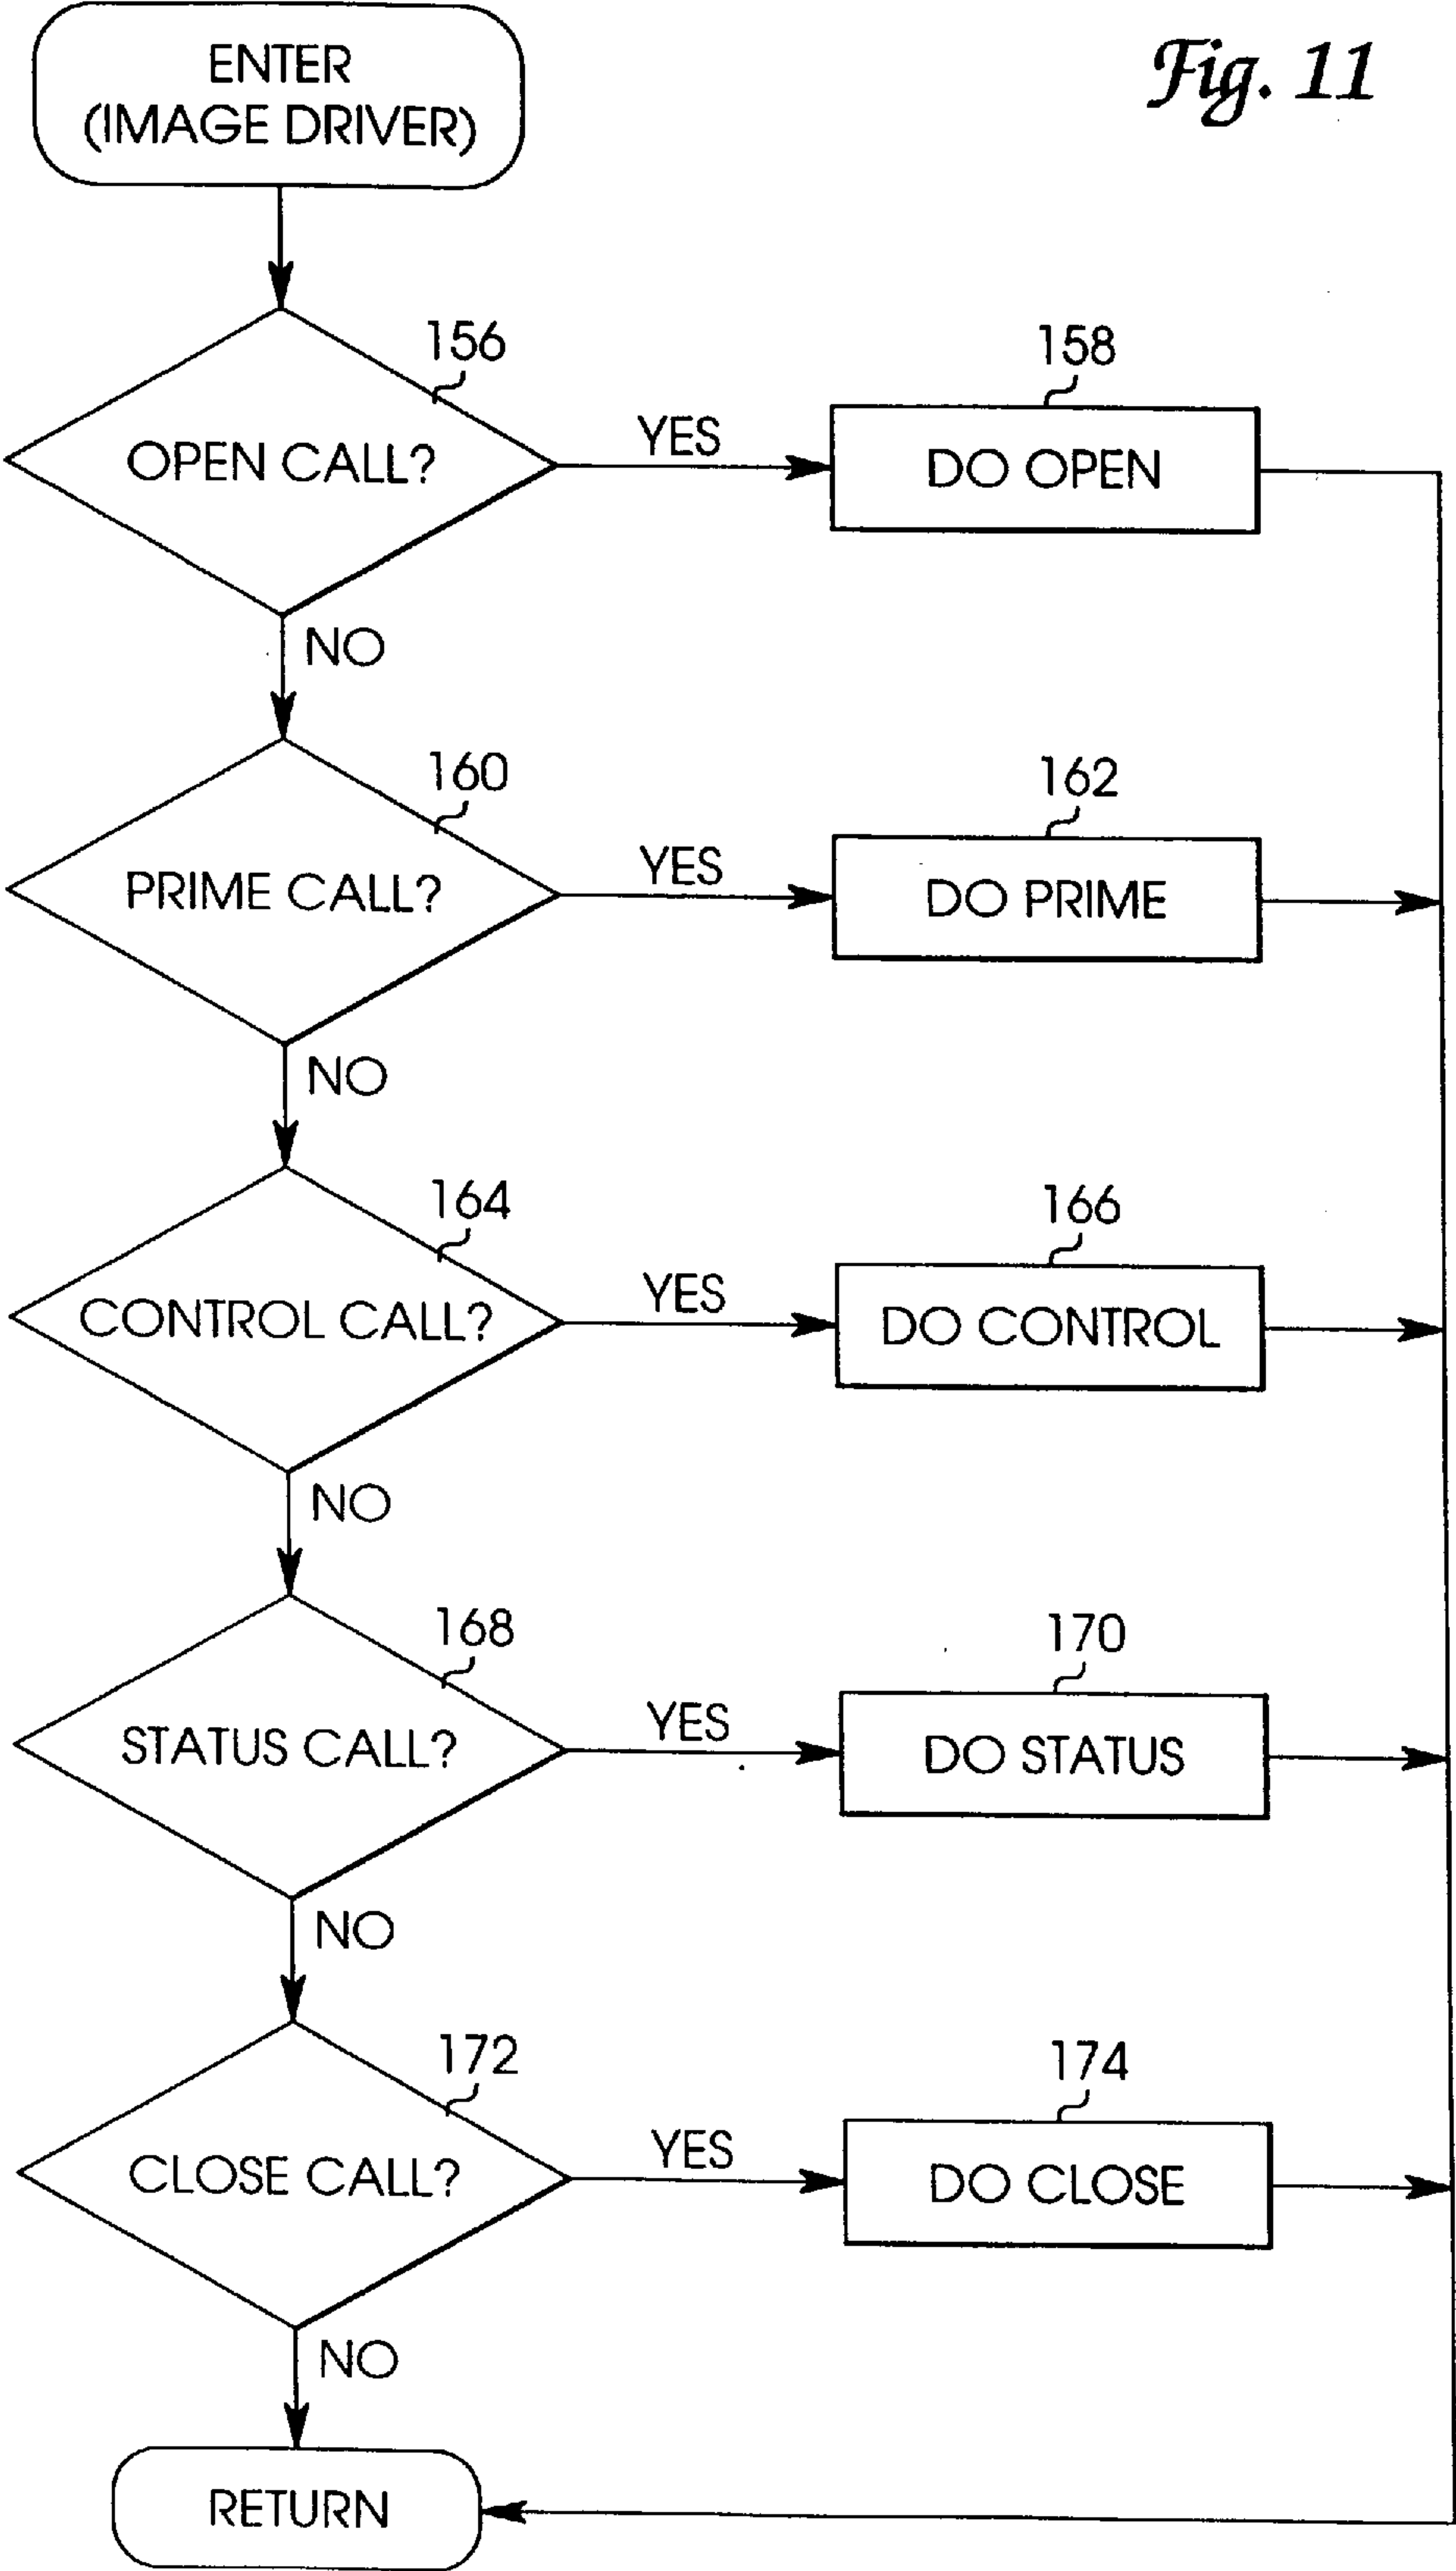 Fig. 11
ENTER
(IMAGE DRIVER)
156
OPEN CALL?
YES
158
DO OPEN
NO
160
PRIME CALL?
YES
162
DO PRIME
NO
164
CONTROL CALL?
YES
166
DO CONTROL
NO
168
STATUS CALL?
YES
170
DO STATUS
NO
172
CLOSE CALL?
YES
174
DO CLOSE
NO
RETURN